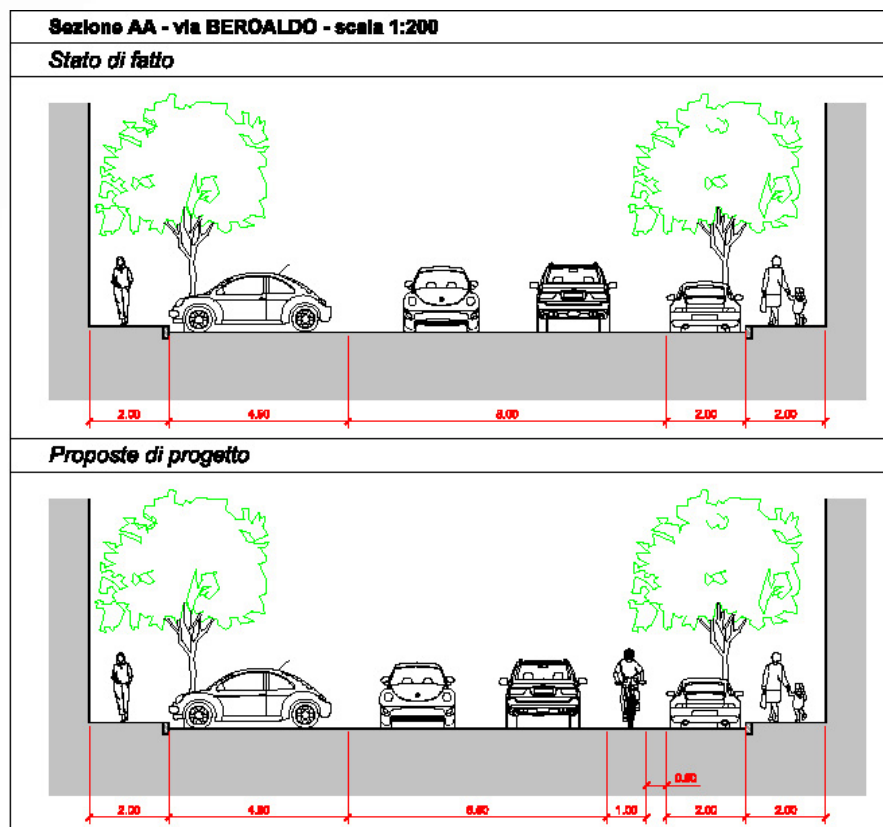 Sezione AA - via BEROALDO - scala 1:200
Stato di fatto
2.00 4.50 8.00 2.00 2.00
Proposte di progetto
0.50
2.00 4.50 6.50 1.00 2.00 2.00